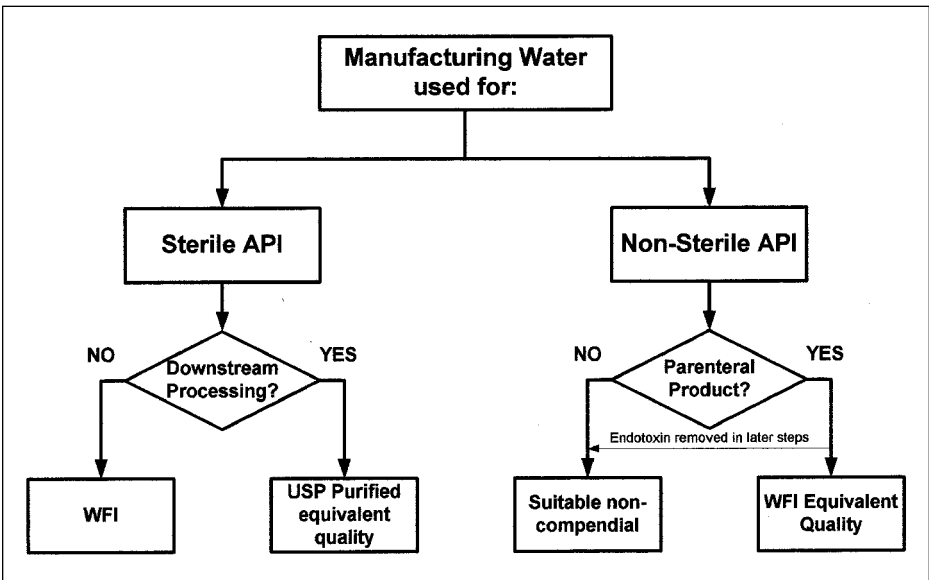 Manufacturing Water
used for:
Sterile API
Non-Sterile API
NO
YES
Downstream
Processing?
NO
YES
Parenteral
Product?
Endotoxin removed in later steps
WFI
USP Purified
equivalent
quality
Suitable non-
compendial
WFI Equivalent
Quality